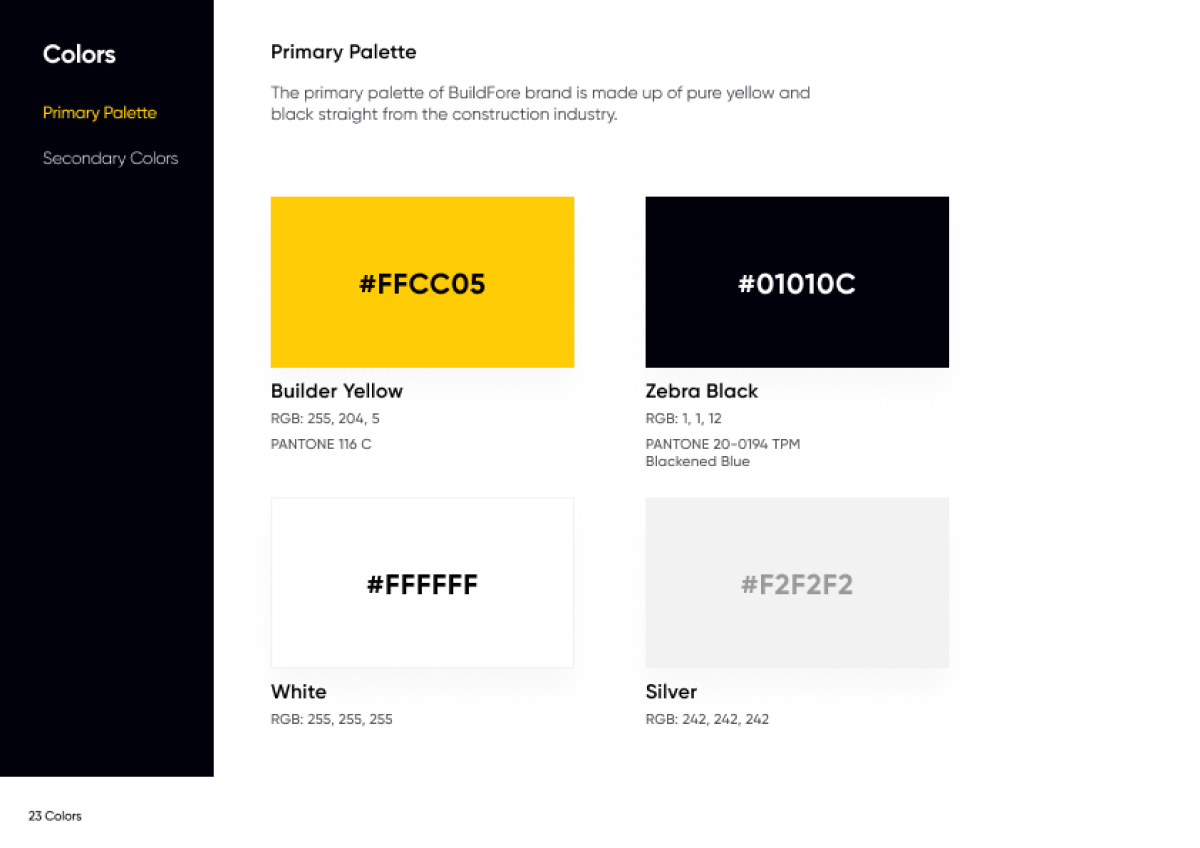 Colors
Primary Palette
Secondary Colors
Primary Palette
The primary palette of BuildFore brand is made up of pure yellow and
black straight from the construction industry.
#FFCC05
Builder Yellow
RGB: 255, 204, 5
PANTONE 116 C
#01010C
Zebra Black
RGB: 1, 1, 12
PANTONE 20-0194 TPM
Blackened Blue
#FFFFFF
White
RGB: 255, 255, 255
#F2F2F2
Silver
RGB: 242, 242, 242
23 Colors